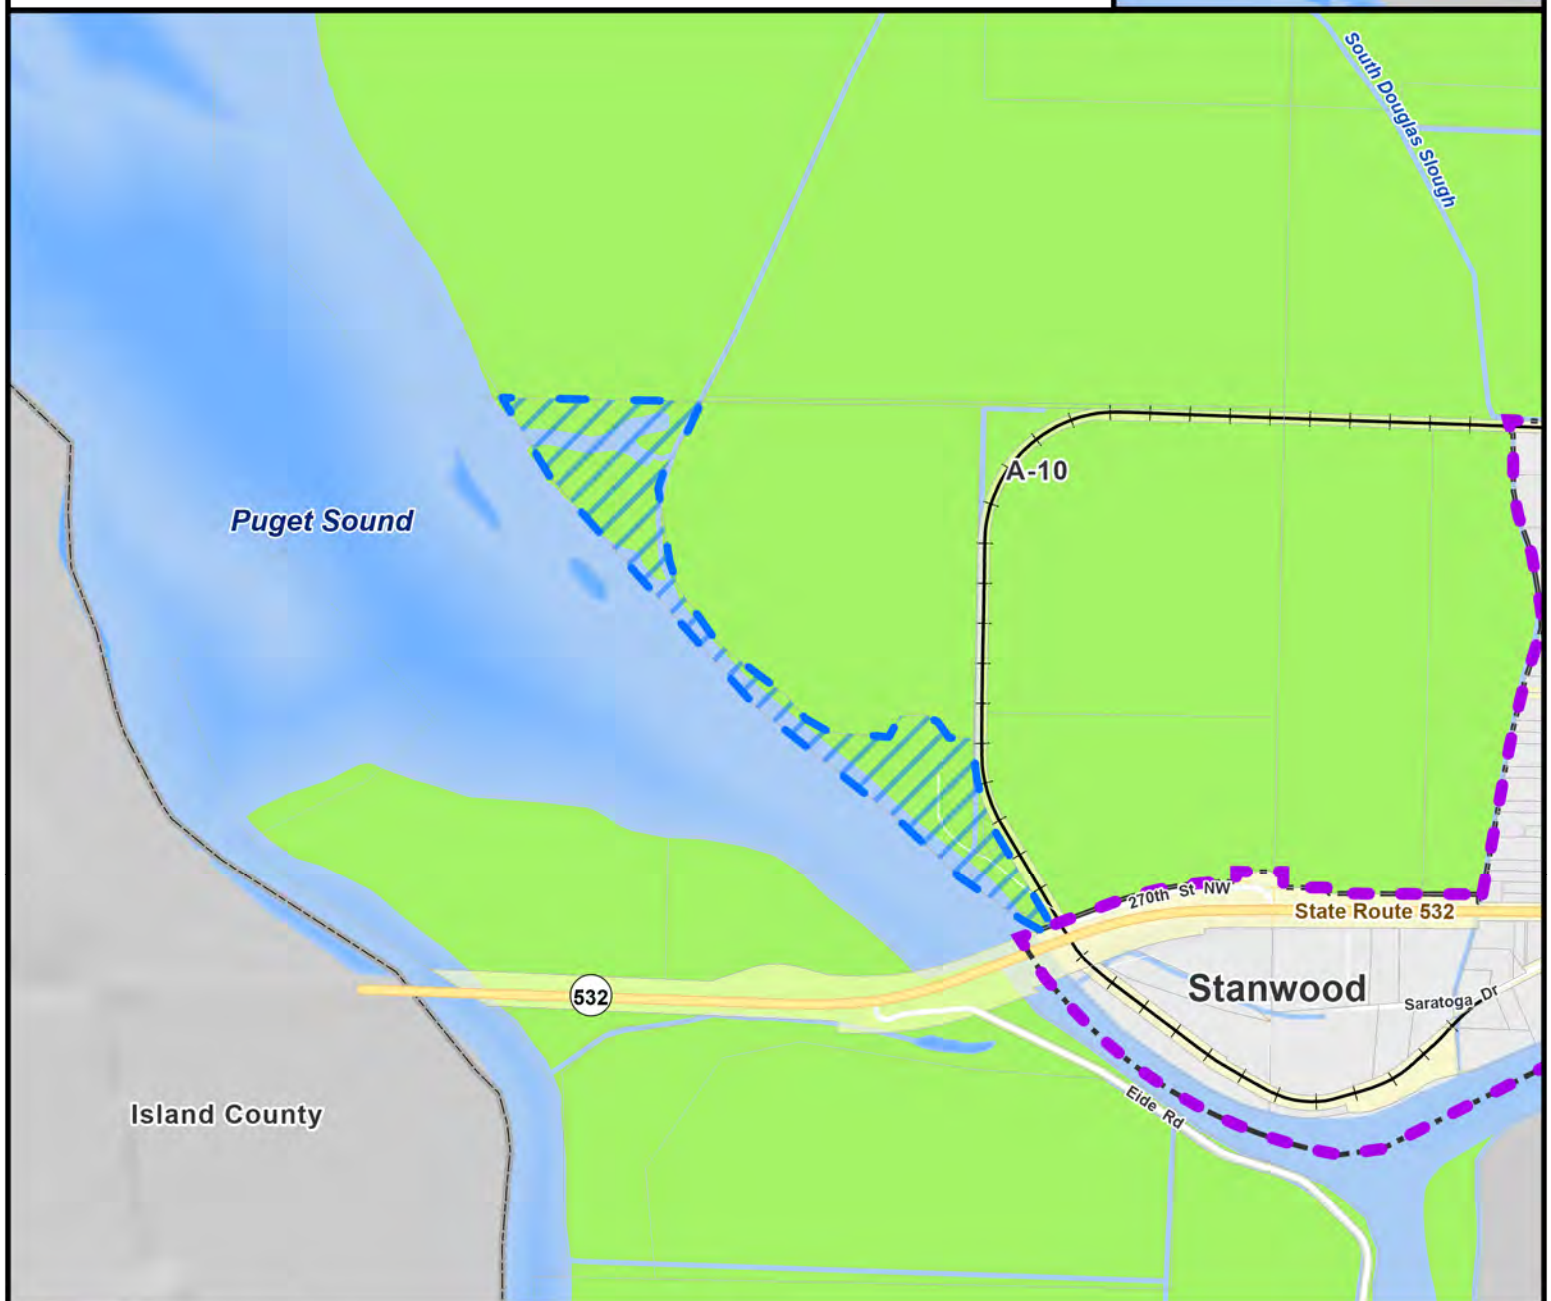 South Douglas Slough
A-10
Puget Sound
270th St NW
State Route 532
532
Stanwood
Saratoga Dr
Eide Rd
Island County